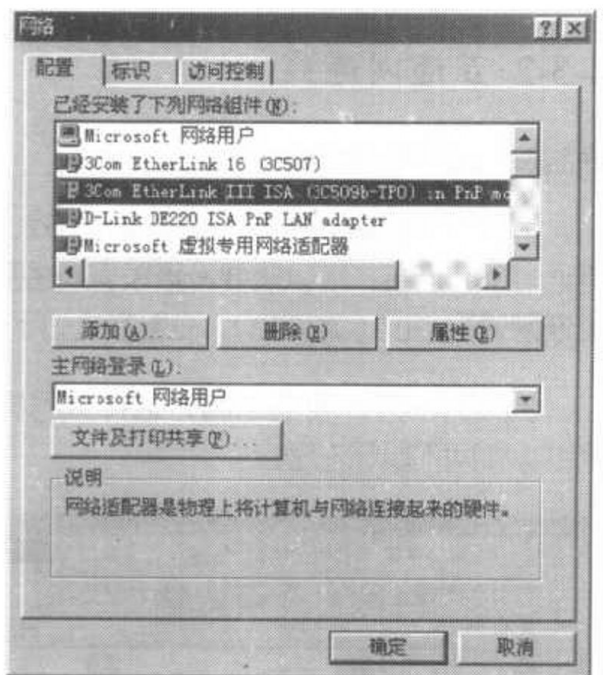 网络
配置 标识 访问控制
已经安装了下列网络组件(N):
Microsoft 网络用户
3Com EtherLink 16 (3C507)
3Com EtherLink III ISA (3C509b-TPO) in PnP mo
D-Link DE220 ISA PnP LAN adapter
Microsoft 虚拟专用网络适配器
添加(A)... 删除(E) 属性(R)
主网络登录(L):
Microsoft 网络用户
文件及打印共享(F)...
说明
网络适配器是物理上将计算机与网络连接起来的硬件。
确定 取消